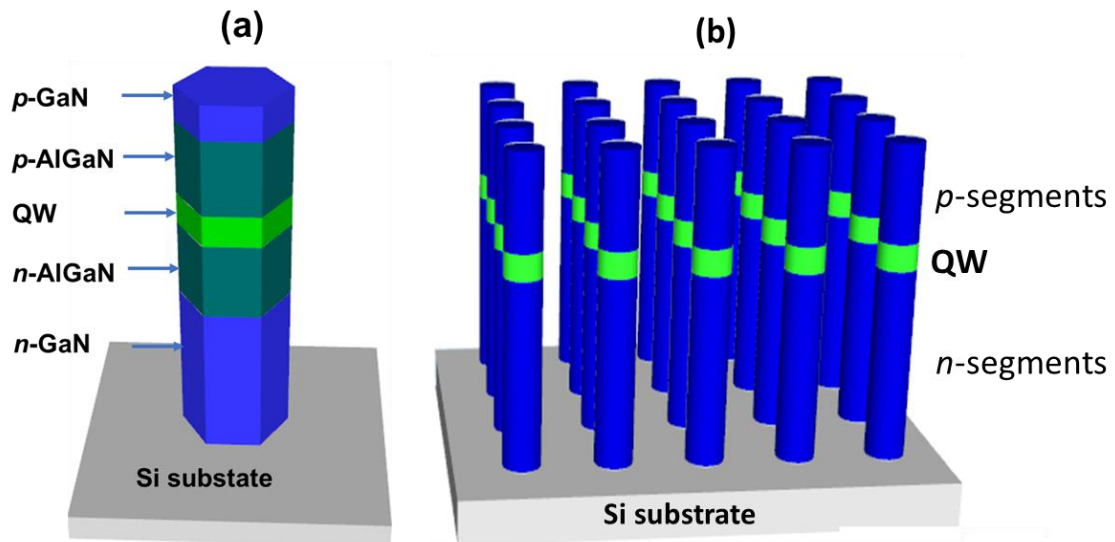 (a)
p-GaN
p-AlGaN
QW
n-AlGaN
n-GaN
Si substate
(b)
p-segments
QW
n-segments
Si substrate